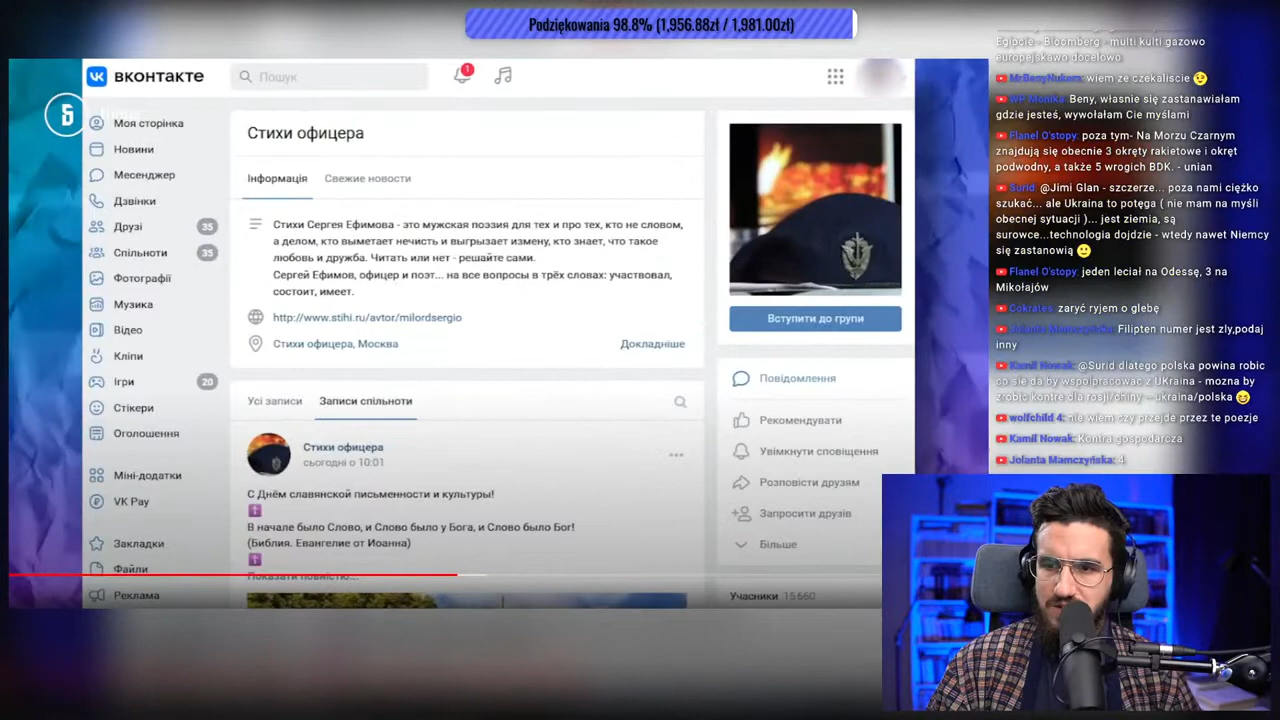 Podziękowania 98.8% (1,956.88zł / 1,981.00zł)
вконтакте
Пошук
1
Б
Моя сторінка
Новини
Месенджер
Дзвінки
Друзі 35
Спільноти 35
Фотографії
Музика
Відео
Кліпи
Ігри 20
Стікери
Оголошення
Міні-додатки
VK Pay
Закладки
Файли
Реклама
Стихи офицера
Інформація
Свежие новости
Стихи Сергея Ефимова - это мужская поэзия для тех и про тех, кто не словом,
а делом, кто выметает нечисть и выгрызает измену, кто знает, что такое
любовь и дружба. Читать или нет - решайте сами.
Сергей Ефимов, офицер и поэт... на все вопросы в трёх словах: участвовал,
состоит, имеет.
http://www.stihi.ru/avtor/milordsergio
Стихи офицера, Москва
Докладніше
Усі записи
Записи спільноти
Стихи офицера
сьогодні о 10:01
С Днём славянской письменности и культуры!
В начале было Слово, и Слово было у Бога, и Слово было Бог!
(Библия. Евангелие от Иоанна)
Показати повністю...
Вступити до групи
Повідомлення
Рекомендувати
Увімкнути сповіщення
Розповісти друзям
Запросити друзів
Більше
Учасники 15 660
Egipcie - Bloomberg - multi kulti gazowo
europejskawo docelowo
MrBenyNukem: wiem ze czekaliscie
WP Monika: Beny, własnie się zastanawiałam
gdzie jesteś, wywołałam Cie myślami
Flanel O'stopy: poza tym- Na Morzu Czarnym
znajdują się obecnie 3 okręty rakietowe i okręt
podwodny, a także 5 wrogich BDK. - unian
Surid: @Jimi Glan - szczerze... poza nami ciężko
szukać... ale Ukraina to potęga ( nie mam na myśli
obecnej sytuacji )... jest ziemia, są
surowce...technologia dojdzie - wtedy nawet Niemcy
się zastanowią
Flanel O'stopy: jeden leciał na Odessę, 3 na
Mikołajów
Cokrates: zaryć ryjem o glebę
Jolanta Mamczyńska: Filipten numer jest zly,podaj
inny
Kamil Nowak: @Surid dlatego polska powina robic
co sie da by wspolpracowac z UKraina - mozna by
zrobic kontre dla rosji/chiny -- ukraina/polska
wolfchild 4: nie wiem czy przejdę przez te poezje
Kamil Nowak: Kontra gospodarcza
Jolanta Mamczyńska: 4